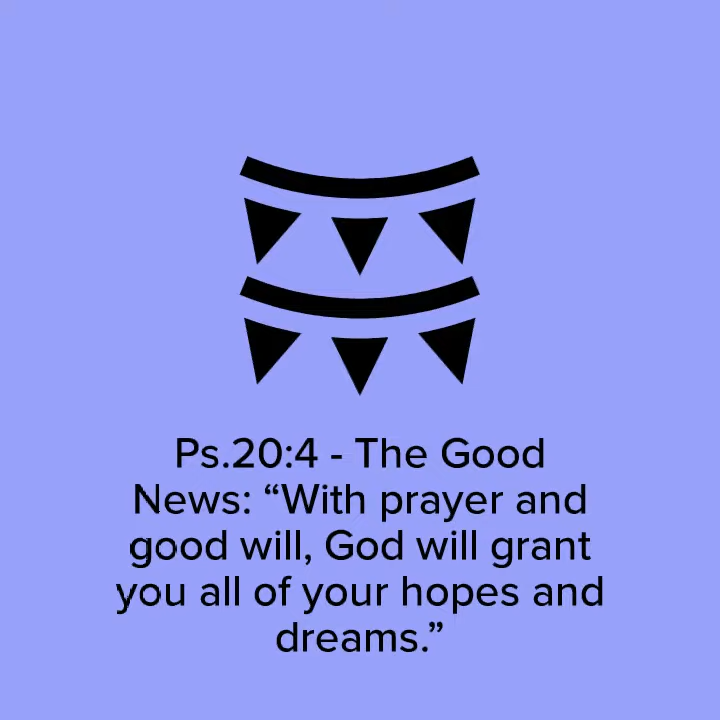 Ps.20:4 - The Good
News: “With prayer and
good will, God will grant
you all of your hopes and
dreams.”